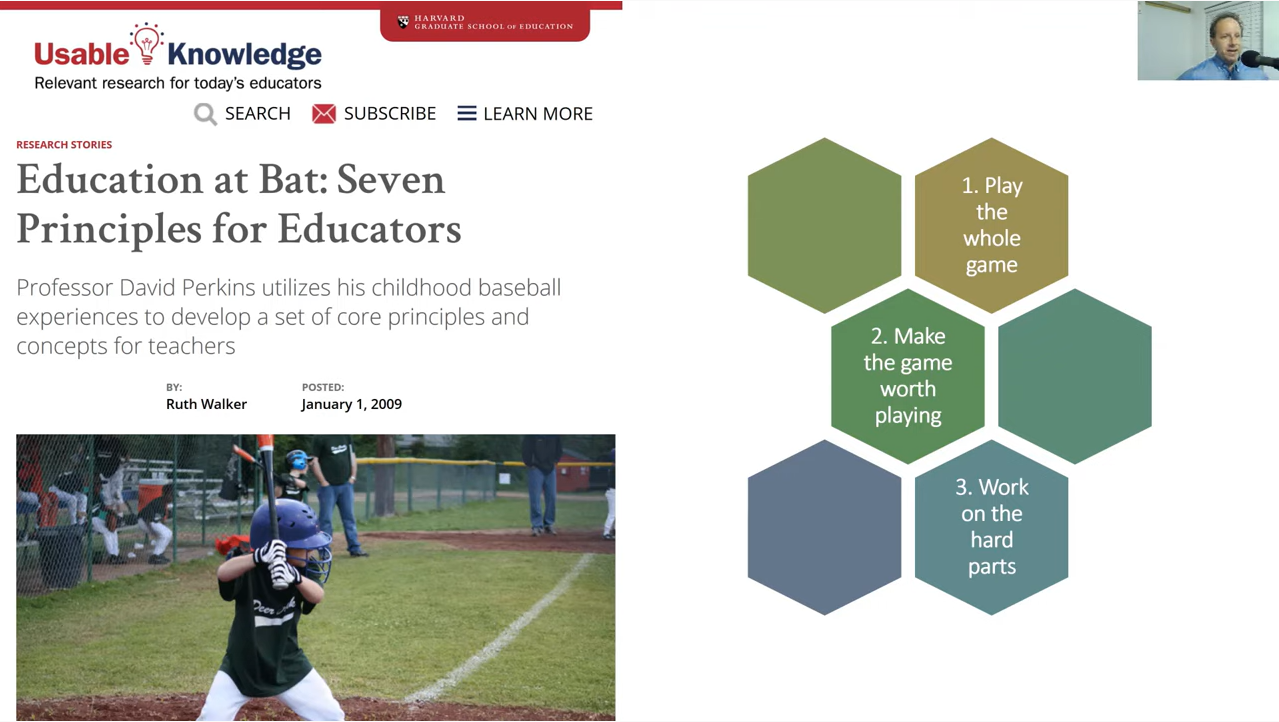 HARVARD
GRADUATE SCHOOL OF EDUCATION
Usable Knowledge
Relevant research for today's educators
SEARCH SUBSCRIBE LEARN MORE
RESEARCH STORIES
Education at Bat: Seven
Principles for Educators
Professor David Perkins utilizes his childhood baseball
experiences to develop a set of core principles and
concepts for teachers
BY: POSTED:
Ruth Walker January 1, 2009
1. Play
the
whole
game
2. Make
the game
worth
playing
3. Work
on the
hard
parts